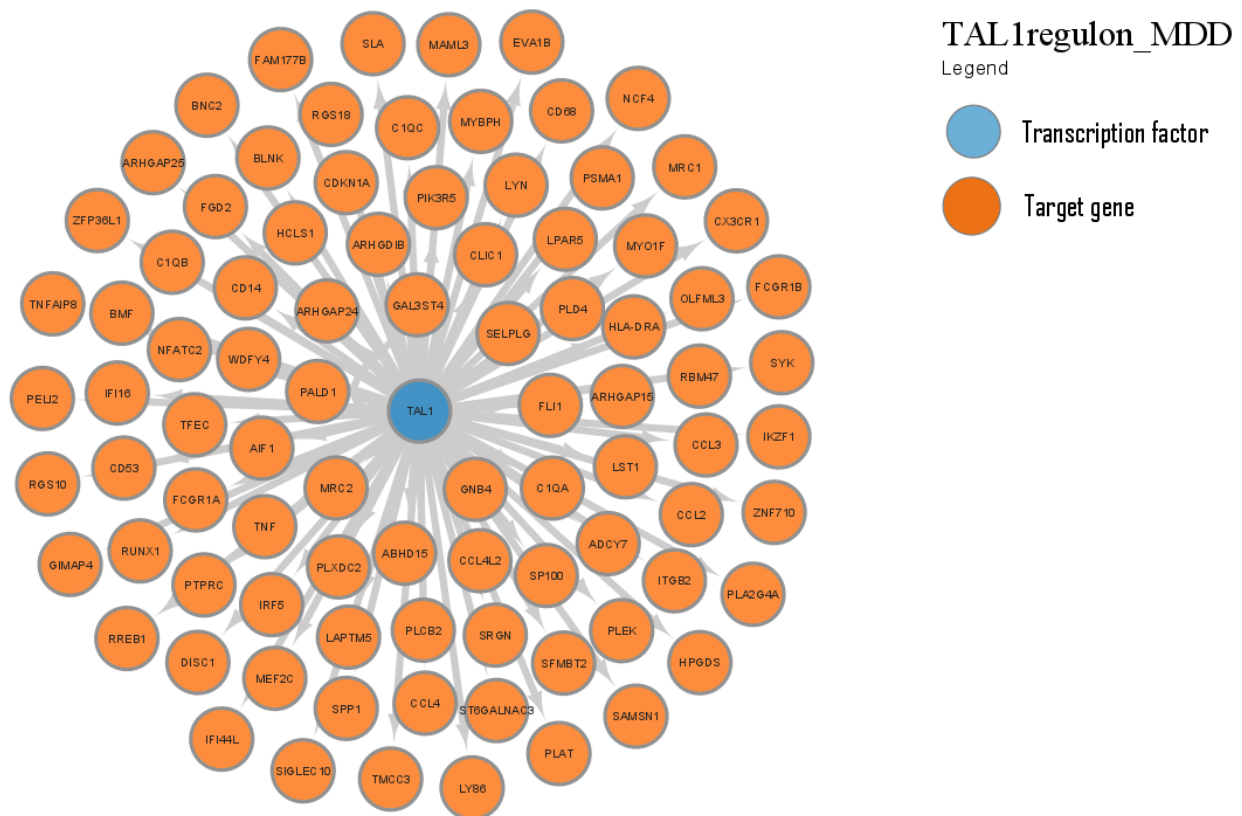 TAL1regulon_MDD
Legend
Transcription factor
Target gene
SLA
MAML3
EVA1B
FAM177B
NCF4
BNC2
RGS18
C1QC
MYBPH
CD68
ARHGAP25
BLNK
CDKN1A
PIK3R5
LYN
PSMA1
MRC1
ZFP36L1
FGD2
HCLS1
ARHGDIB
CLIC1
LPAR5
MYO1F
CX3CR1
C1QB
CD14
ARHGAP24
GAL3ST4
SELPLG
PLD4
HLA-DRA
OLFML3
FCGR1B
TNFAIP8
BMF
NFATC2
WDFY4
PALD1
TAL1
FLI1
ARHGAP15
RBM47
SYK
PELI2
IFI16
TFEC
AIF1
LST1
CCL3
IKZF1
RGS10
CD53
FCGR1A
MRC2
GNB4
C1QA
CCL2
ZNF710
GIMAP4
RUNX1
TNF
PLXDC2
ABHD15
CCL4L2
SP100
ADCY7
ITGB2
PLA2G4A
RREB1
PTPRC
IRF5
LAPTM5
PLCB2
SRGN
SFMBT2
PLEK
HPGDS
DISC1
MEF2C
SPP1
CCL4
ST6GALNAC3
SAMSN1
IFI44L
SIGLEC10
TMCC3
LY86
PLAT